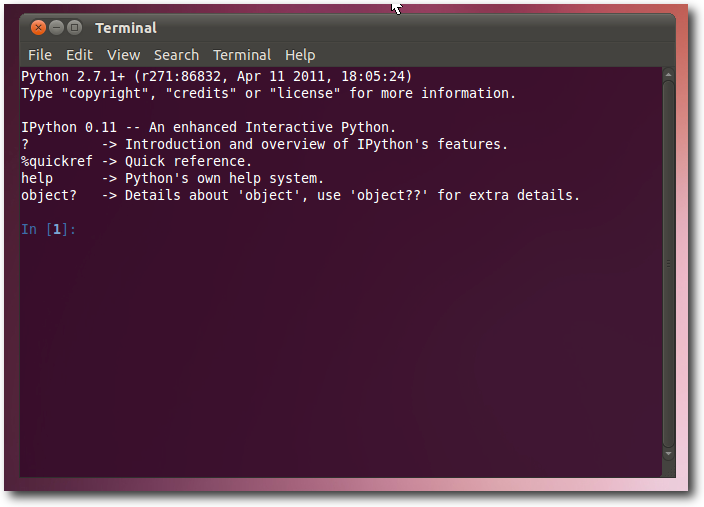 Terminal
File Edit View Search Terminal Help
Python 2.7.1+ (r271:86832, Apr 11 2011, 18:05:24)
Type "copyright", "credits" or "license" for more information.
IPython 0.11 -- An enhanced Interactive Python.
? -> Introduction and overview of IPython's features.
%quickref -> Quick reference.
help -> Python's own help system.
object? -> Details about 'object', use 'object??' for extra details.
In [1]: